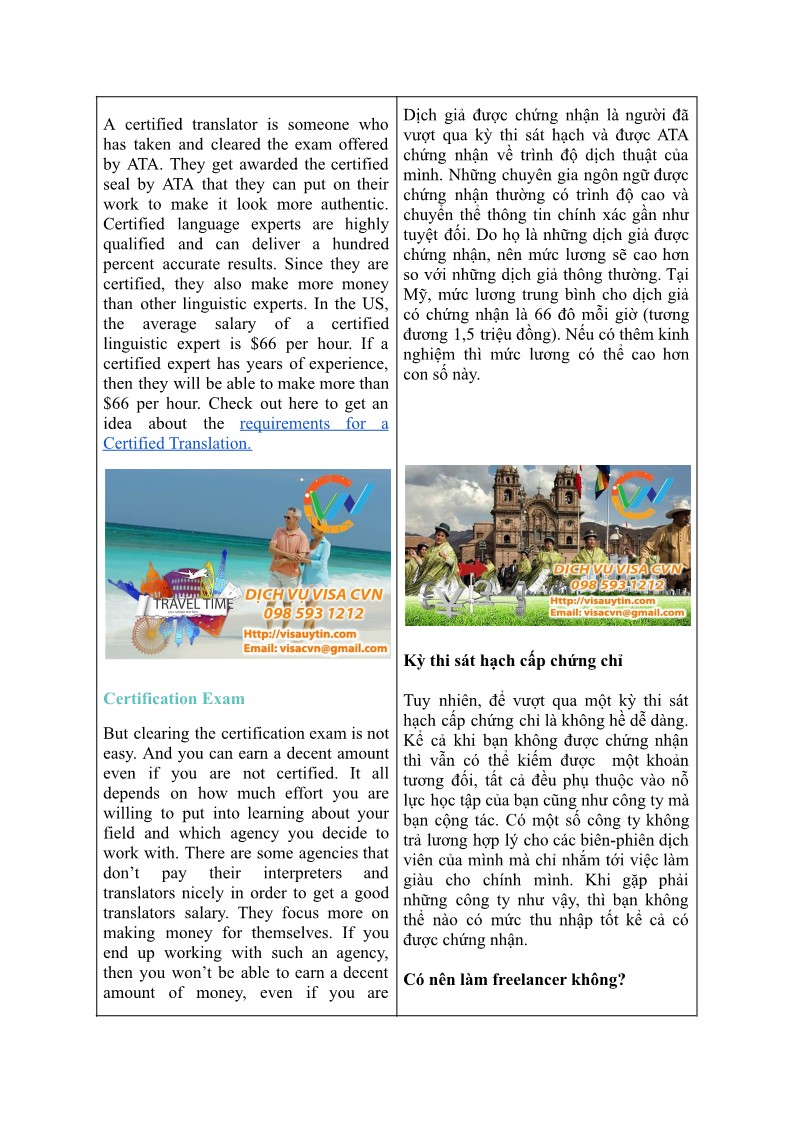 A certified translator is someone who
has taken and cleared the exam offered
by ATA. They get awarded the certified
seal by ATA that they can put on their
work to make it look more authentic.
Certified language experts are highly
qualified and can deliver a hundred
percent accurate results. Since they are
certified, they also make more money
than other linguistic experts. In the US,
the average salary of a certified
linguistic expert is $66 per hour. If a
certified expert has years of experience,
then they will be able to make more than
$66 per hour. Check out here to get an
idea about the requirements for a
Certified Translation.
TRAVEL TIME
DỊCH VỤ VISA CVN
098 593 1212
Http://visauytin.com
Email: visacvn@gmail.com
Certification Exam
But clearing the certification exam is not
easy. And you can earn a decent amount
even if you are not certified. It all
depends on how much effort you are
willing to put into learning about your
field and which agency you decide to
work with. There are some agencies that
don’t pay their interpreters and
translators nicely in order to get a good
translators salary. They focus more on
making money for themselves. If you
end up working with such an agency,
then you won’t be able to earn a decent
amount of money, even if you are
Dịch giả được chứng nhận là người đã
vượt qua kỳ thi sát hạch và được ATA
chứng nhận về trình độ dịch thuật của
mình. Những chuyên gia ngôn ngữ được
chứng nhận thường có trình độ cao và
chuyển thể thông tin chính xác gần như
tuyệt đối. Do họ là những dịch giả được
chứng nhận, nên mức lương sẽ cao hơn
so với những dịch giả thông thường. Tại
Mỹ, mức lương trung bình cho dịch giả
có chứng nhận là 66 đô mỗi giờ (tương
đương 1,5 triệu đồng). Nếu có thêm kinh
nghiệm thì mức lương có thể cao hơn
con số này.
DỊCH VỤ VISA CVN
098 593 1212
Http://visauytin.com
Email: visacvn@gmail.com
Kỳ thi sát hạch cấp chứng chỉ
Tuy nhiên, để vượt qua một kỳ thi sát
hạch cấp chứng chỉ là không hề dễ dàng.
Kể cả khi bạn không được chứng nhận
thì vẫn có thể kiếm được một khoản
tương đối, tất cả đều phụ thuộc vào nỗ
lực học tập của bạn cũng như công ty mà
bạn cộng tác. Có một số công ty không
trả lương hợp lý cho các biên-phiên dịch
viên của mình mà chỉ nhắm tới việc làm
giàu cho chính mình. Khi gặp phải
những công ty như vậy, thì bạn không
thể nào có mức thu nhập tốt kể cả có
được chứng nhận.
Có nên làm freelancer không?